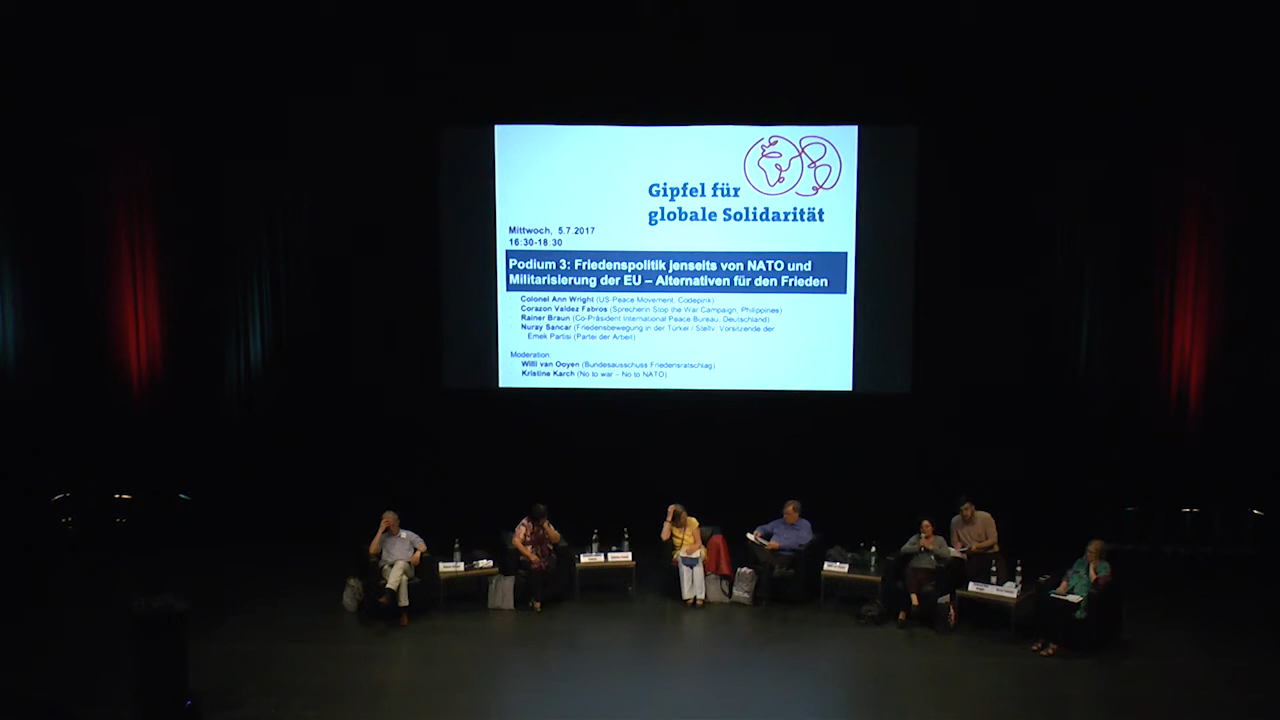 Gipfel für
globale Solidarität
Mittwoch, 5.7.2017
16:30-18:30
Podium 3: Friedenspolitik jenseits von NATO und
Militarisierung der EU – Alternativen für den Frieden
Colonel Ann Wright (US-Peace Movement, Codepink)
Corazon Valdez Fabros (Sprecherin Stop the War Campaign, Philippines)
Rainer Braun (Co-Präsident International Peace Bureau, Deutschland)
Nuray Sancar (Friedensbewegung in der Türkei / Stellv. Vorsitzende der
Emek Partisi (Partei der Arbeit)
Moderation:
Willi van Ooyen (Bundesausschuss Friedensratschlag)
Kristine Karch (No to war – No to NATO)